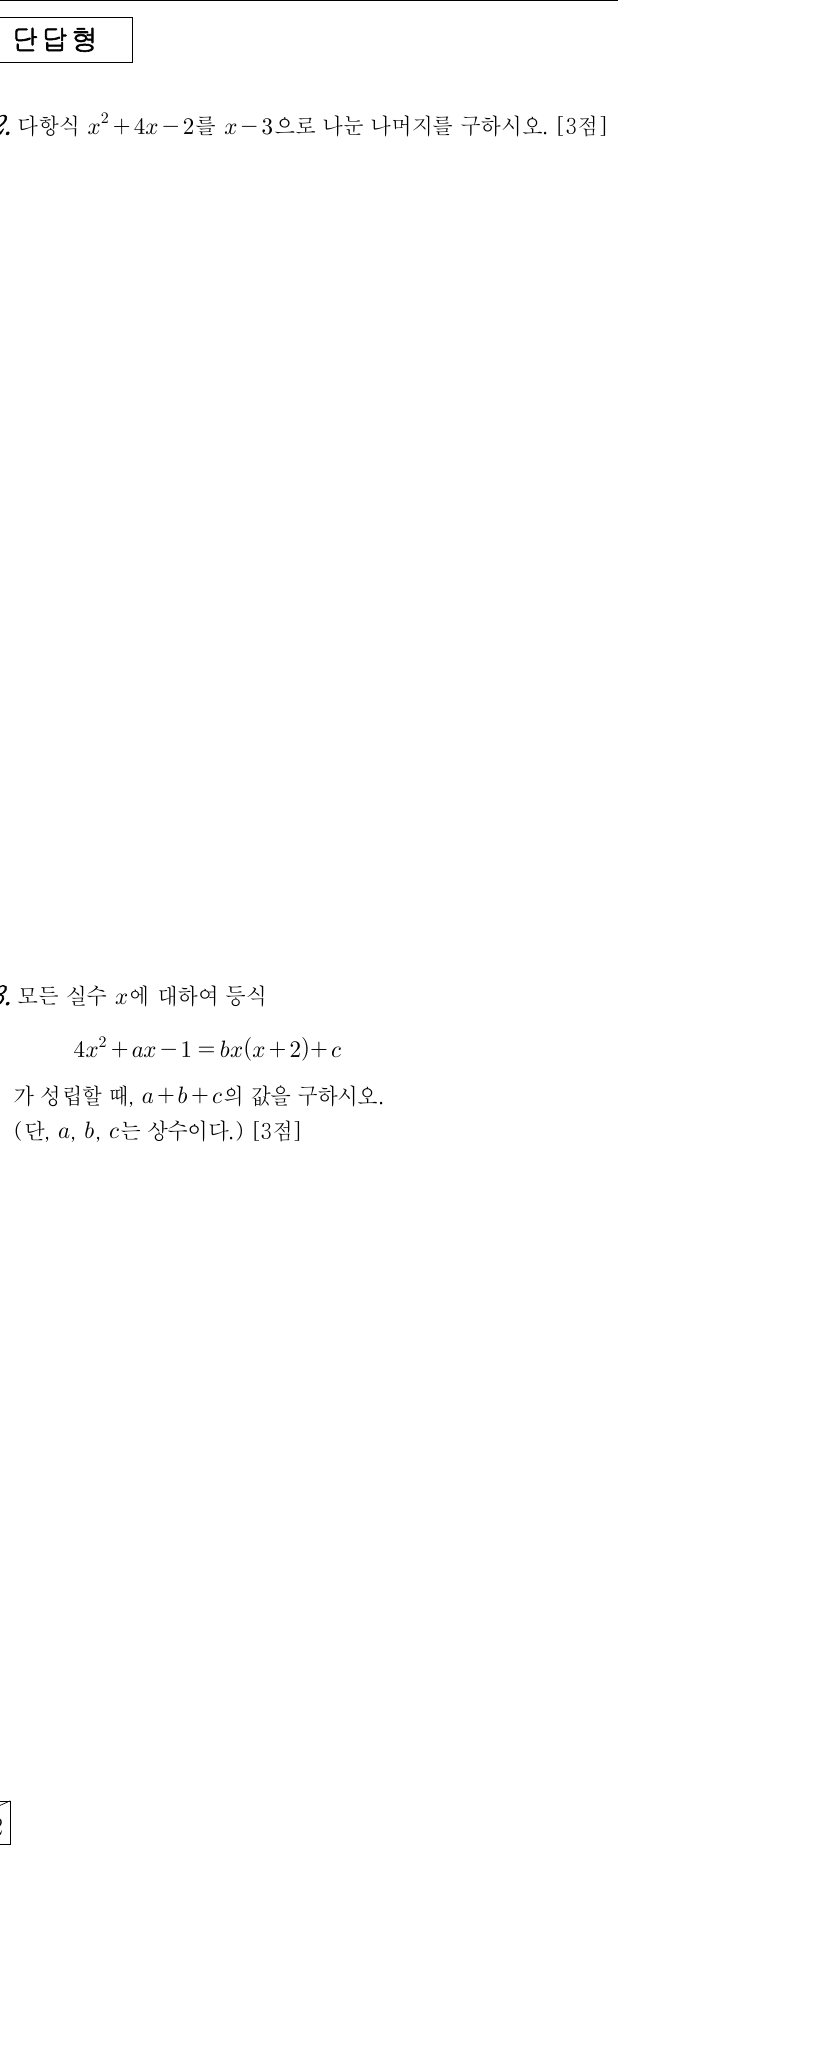 단답형
2. 다항식 x²+4x-2를 x-3으로 나눈 나머지를 구하시오. [3점]
3. 모든 실수 x에 대하여 등식
4x²+ax-1=bx(x+2)+c
가 성립할 때, a+b+c의 값을 구하시오.
(단, a, b, c는 상수이다.) [3점]